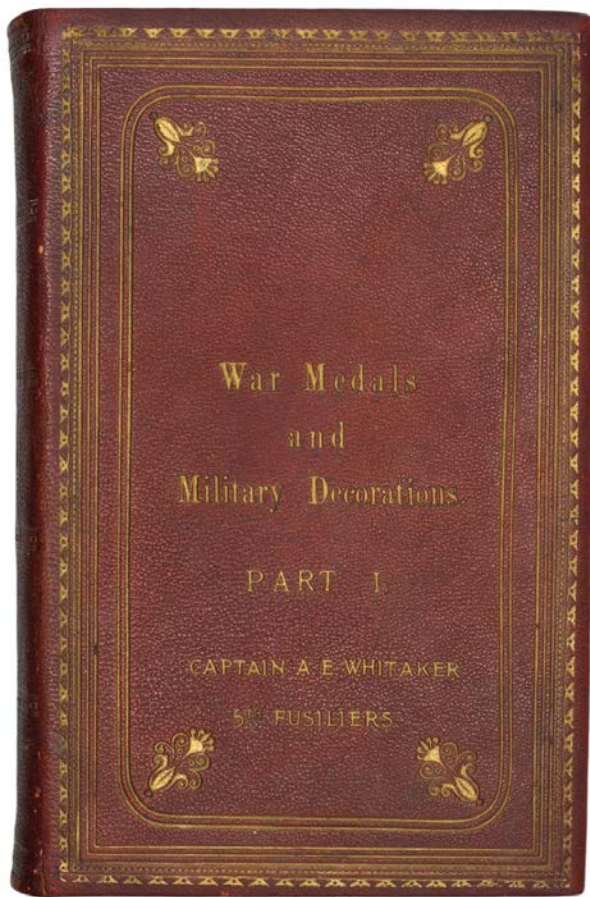 War Medals
and
Military Decorations.
PART I
CAPTAIN A. E. WHITAKER
5TH FUSILIERS